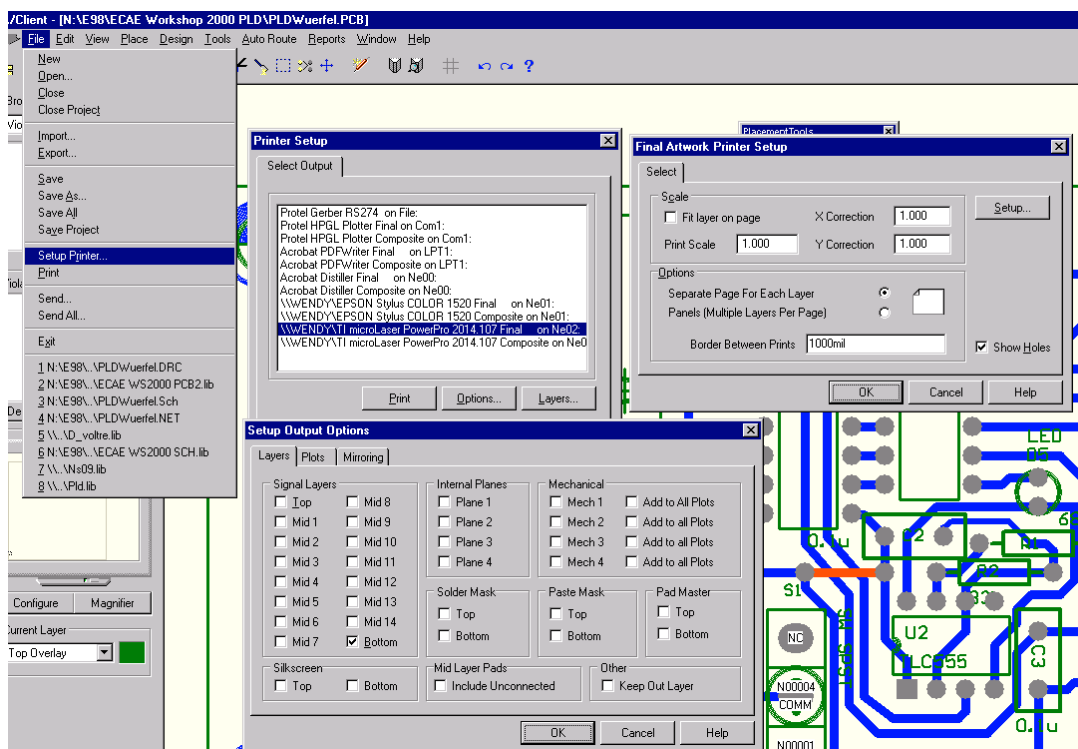 /Client - [N:\E98\ECAE Workshop 2000 PLD\PLDWuerfel.PCB]
File Edit View Place Design Tools Auto Route Reports Window Help
New
Open...
Close
Close Project
Import...
Export...
Save
Save As...
Save All
Save Project
Setup Printer...
Print
Send...
Send All...
Exit
1 N:\E98\..\PLDWuerfel.DRC
2 N:\E98\..\ECAE WS2000 PCB2.lib
3 N:\E98\..\PLDWuerfel.Sch
4 N:\E98\..\PLDWuerfel.NET
5 \\..\D_voltre.lib
6 N:\E98\..\ECAE WS2000 SCH.lib
7 \\..\Ns09.lib
8 \\..\Pld.lib
Configure Magnifier
Current Layer
Top Overlay
Printer Setup
Select Output
Protel Gerber RS274 on File:
Protel HPGL Plotter Final on Com1:
Protel HPGL Plotter Composite on Com1:
Acrobat PDFWriter Final on LPT1:
Acrobat PDFWriter Composite on LPT1:
Acrobat Distiller Final on Ne00:
Acrobat Distiller Composite on Ne00:
\\WENDY\EPSON Stylus COLOR 1520 Final on Ne01:
\\WENDY\EPSON Stylus COLOR 1520 Composite on Ne01:
\\WENDY\TI microLaser PowerPro 2014.107 Final on Ne02:
\\WENDY\TI microLaser PowerPro 2014.107 Composite on Ne0
Print Options... Layers...
PlacementTools
Final Artwork Printer Setup
Select
Scale
Fit layer on page X Correction 1.000 Setup...
Print Scale 1.000 Y Correction 1.000
Options
Separate Page For Each Layer
Panels (Multiple Layers Per Page)
Border Between Prints 1000mil Show Holes
OK Cancel Help
Setup Output Options
Layers Plots Mirroring
Signal Layers Internal Planes Mechanical
Top Mid 8 Plane 1 Mech 1 Add to All Plots
Mid 1 Mid 9 Plane 2 Mech 2 Add to all Plots
Mid 2 Mid 10 Plane 3 Mech 3 Add to all Plots
Mid 3 Mid 11 Plane 4 Mech 4 Add to all Plots
Mid 4 Mid 12
Mid 5 Mid 13
Mid 6 Mid 14
Mid 7 Bottom
Solder Mask Paste Mask Pad Master
Top Top Top
Bottom Bottom Bottom
Silkscreen Mid Layer Pads Other
Top Bottom Include Unconnected Keep Out Layer
OK Cancel Help
LED
D5
0.1u
C2
R1
R2
33
S1
U2
TLC555
C3
0.1u
SW SPST
NC
N00004
COMM
N00001